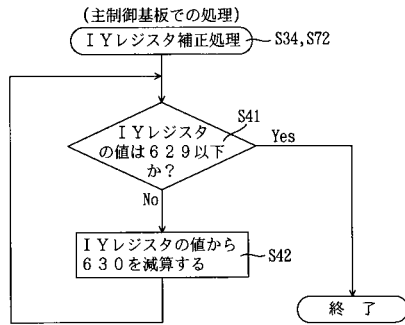 (主制御基板での処理)
IYレジスタ補正処理
S34,S72
IYレジスタ
の値は629以下
か?
S41
Yes
No
IYレジスタの値から
630を減算する
S42
終 了